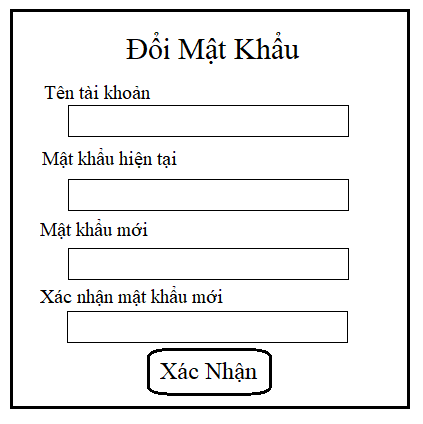 Đổi Mật Khẩu
Tên tài khoản
Mật khẩu hiện tại
Mật khẩu mới
Xác nhận mật khẩu mới
Xác Nhận